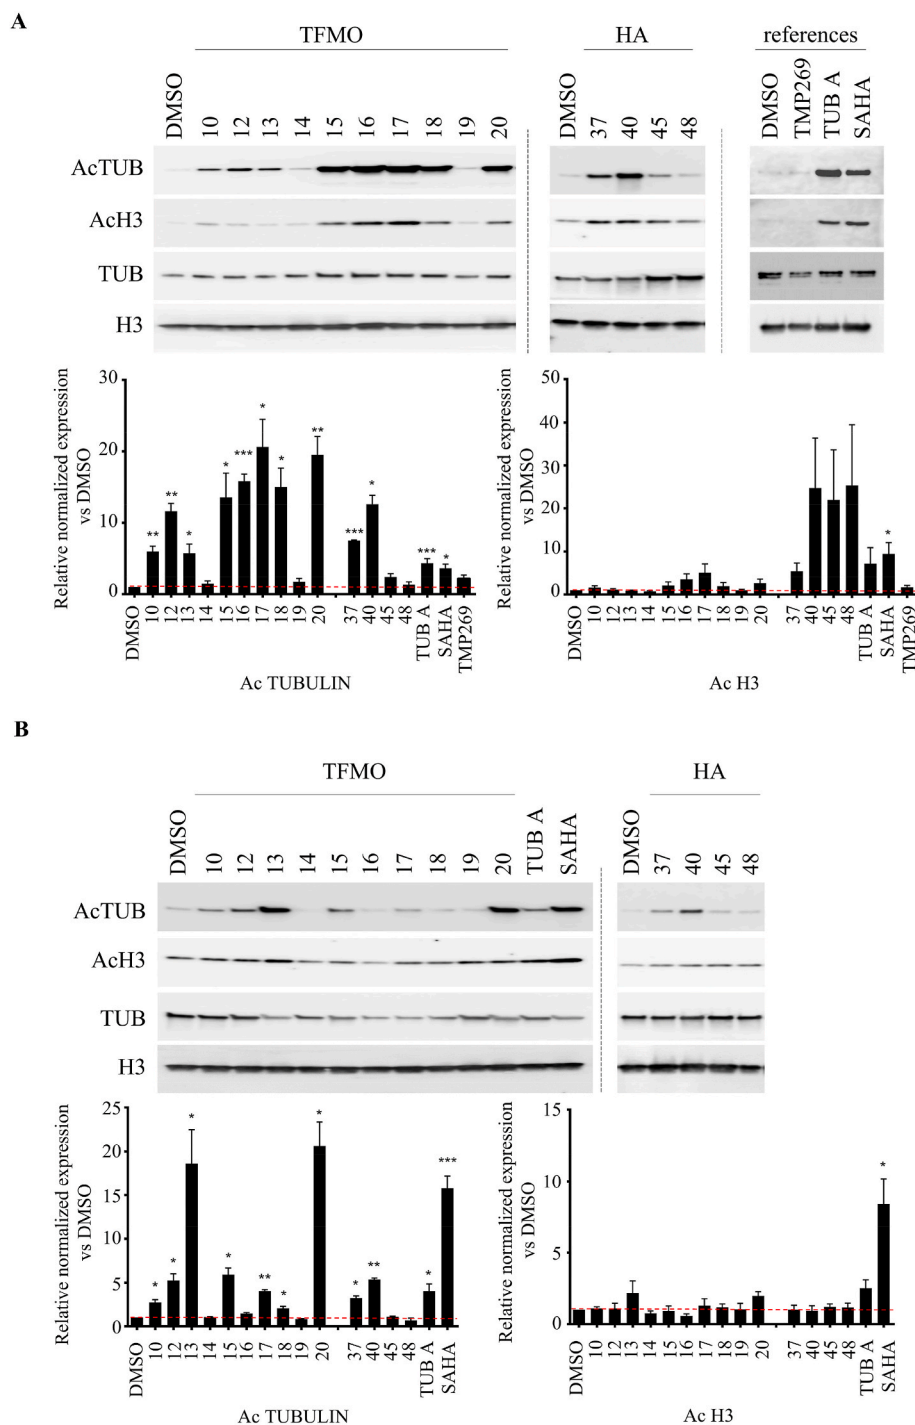 A
TFMO HA references
DMSO 10 12 13 14 15 16 17 18 19 20 DMSO 37 40 45 48 DMSO TMP269 TUB A SAHA
AcTUB
AcH3
TUB
H3
Relative normalized expression
vs DMSO
30
20
10
0
** ** * * *** * * ** *** * *** *
DMSO 10 12 13 14 15 16 17 18 19 20 37 40 45 48 TUB A SAHA TMP269
Ac TUBULIN
Relative normalized expression
vs DMSO
50
40
30
20
10
0
*
DMSO 10 12 13 14 15 16 17 18 19 20 37 40 45 48 TUB A SAHA TMP269
Ac H3
B
TFMO HA
DMSO 10 12 13 14 15 16 17 18 19 20 TUB A SAHA DMSO 37 40 45 48
AcTUB
AcH3
TUB
H3
Relative normalized expression
vs DMSO
25
20
15
10
5
0
* * * * ** * * * ** * ***
DMSO 10 12 13 14 15 16 17 18 19 20 37 40 45 48 TUB A SAHA
Ac TUBULIN
Relative normalized expression
vs DMSO
15
10
5
0
*
DMSO 10 12 13 14 15 16 17 18 19 20 37 40 45 48 TUB A SAHA
Ac H3